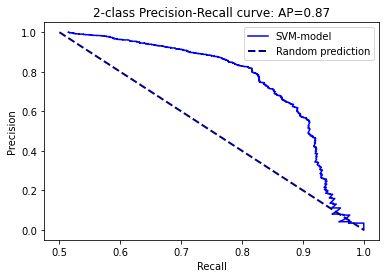 2-class Precision-Recall curve: AP=0.87
SVM-model
Random prediction
Precision
1.0
0.8
0.6
0.4
0.2
0.0
0.5 0.6 0.7 0.8 0.9 1.0
Recall